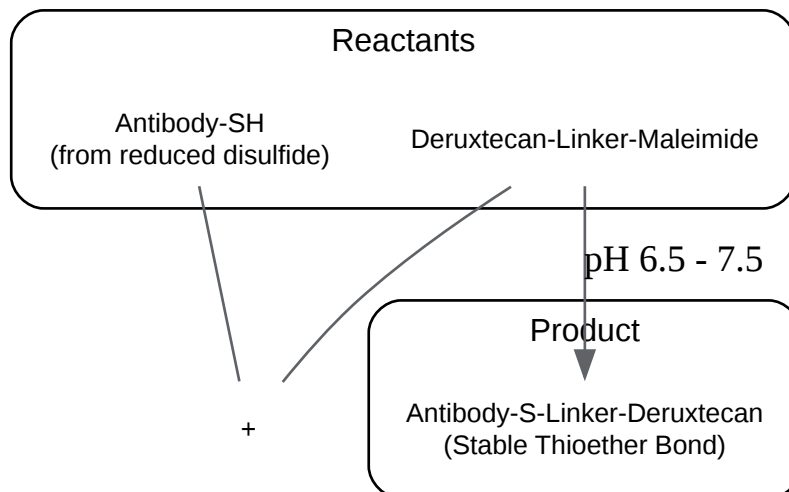 Reactants
Antibody-SH
(from reduced disulfide)
Deruxtecan-Linker-Maleimide
pH 6.5 - 7.5
Product
+
Antibody-S-Linker-Deruxtecan
(Stable Thioether Bond)